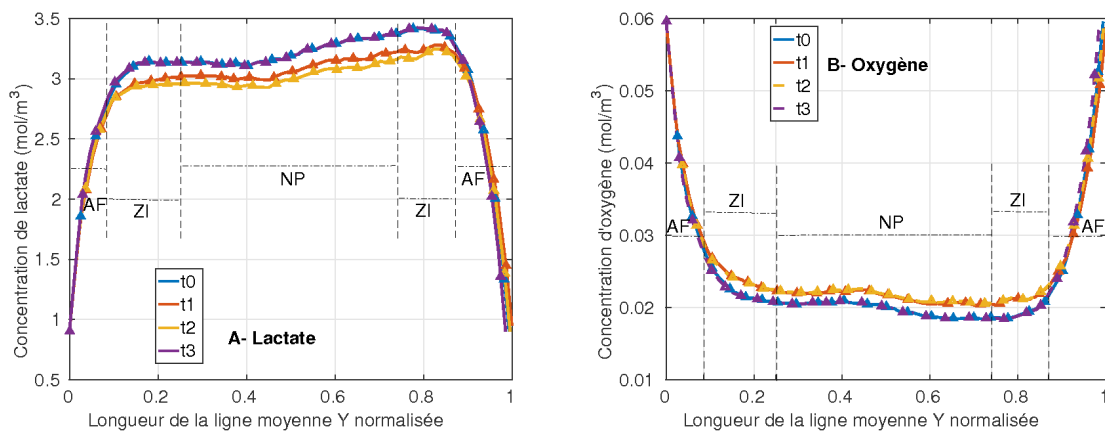 3.5
3
2.5
2
1.5
1
0.5
Concentration de lactate (mol/m³)
AF
ZI
NP
ZI
AF
t0
t1
t2
t3
A- Lactate
0 0.2 0.4 0.6 0.8 1
Longueur de la ligne moyenne Y normalisée
0.06
0.05
0.04
0.03
0.02
0.01
Concentration d'oxygène (mol/m³)
t0
t1
t2
t3
B- Oxygène
AF
ZI
NP
ZI
AF
0 0.2 0.4 0.6 0.8 1
Longueur de la ligne moyenne Y normalisée